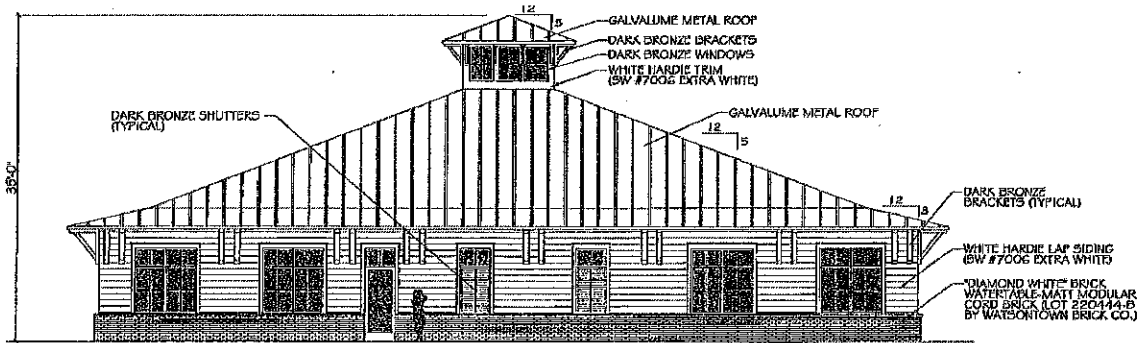 12
5
GALVALUME METAL ROOF
DARK BRONZE BRACKETS
DARK BRONZE WINDOWS
WHITE HARDIE TRIM
(SW #7006 EXTRA WHITE)
DARK BRONZE SHUTTERS
(TYPICAL)
GALVALUME METAL ROOF
12
5
35'-0"
12
3
DARK BRONZE
BRACKETS (TYPICAL)
WHITE HARDIE LAP SIDING
(SW #7006 EXTRA WHITE)
"DIAMOND WHITE" BRICK
WATERTABLE-MATT MODULAR
CORD BRICK (LOT 220444-B
BY WATSONTOWN BRICK CO.)